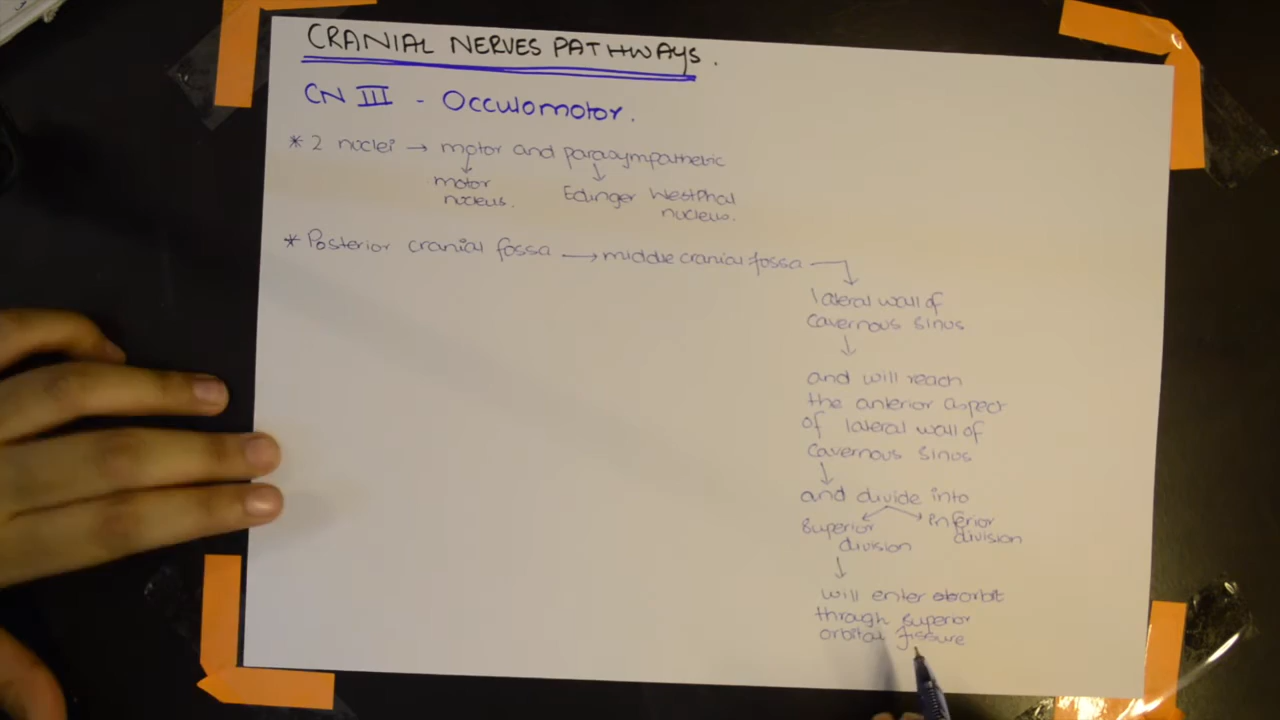 CRANIAL NERVES PATHWAYS.
CN III - Occulomotor.
* 2 nuclei → motor and parasympathetic
motor
nucleus.
Edinger Westphal
nucleus.
* Posterior cranial fossa → middle cranial fossa
lateral wall of
cavernous sinus
and will reach
the anterior aspect
of lateral wall of
cavernous sinus
and divide into
superior
division
inferior
division
will enter orbit
through superior
orbital fissure